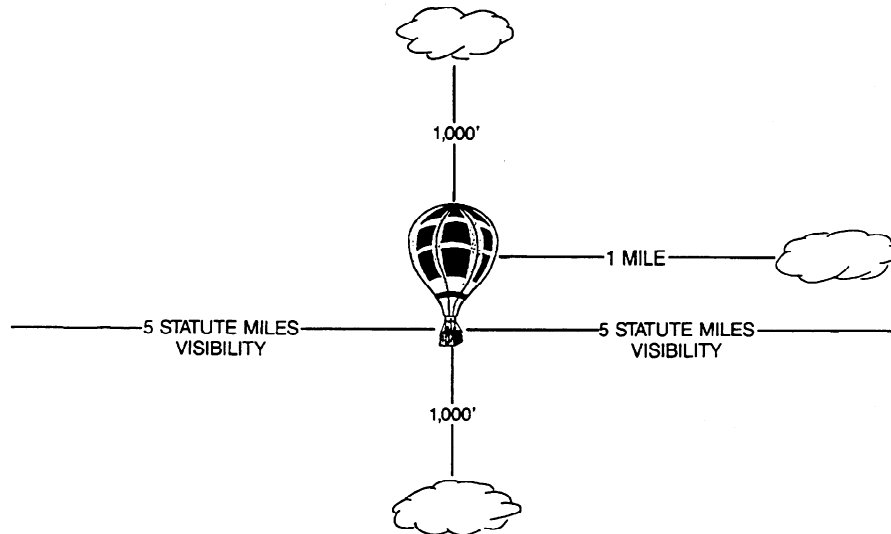 1,000'
1 MILE
5 STATUTE MILES
VISIBILITY
5 STATUTE MILES
VISIBILITY
1,000'